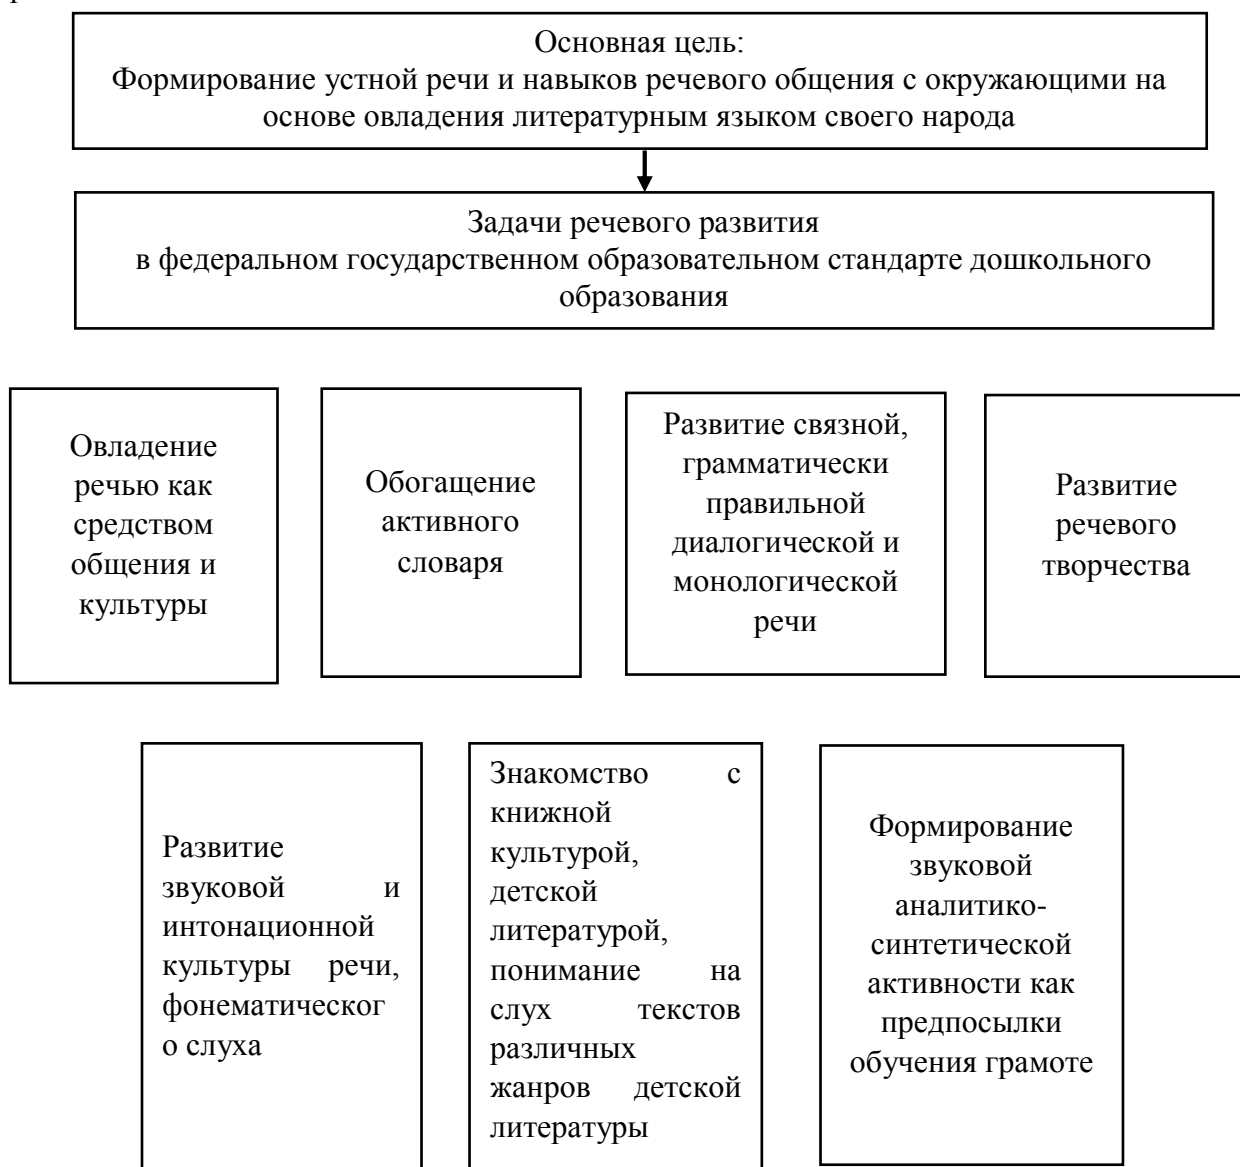 Основная цель:
Формирование устной речи и навыков речевого общения с окружающими на
основе овладения литературным языком своего народа
Задачи речевого развития
в федеральном государственном образовательном стандарте дошкольного
образования
Овладение
речью как
средством
общения и
культуры
Обогащение
активного
словаря
Развитие связной,
грамматически
правильной
диалогической и
монологической
речи
Развитие
речевого
творчества
Развитие
звуковой и
интонационной
культуры речи,
фонематическог
о слуха
Знакомство с
книжной
культурой,
детской
литературой,
понимание на
слух текстов
различных
жанров детской
литературы
Формирование
звуковой
аналитико-
синтетической
активности как
предпосылки
обучения грамоте